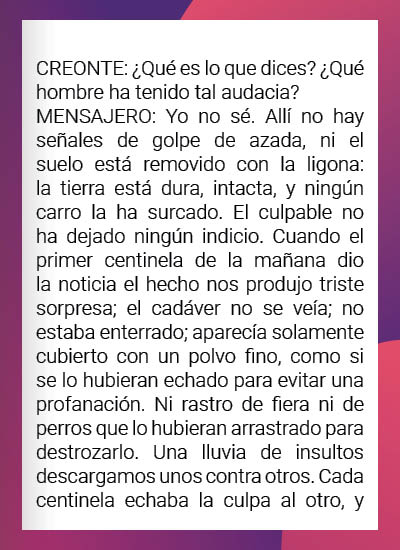 CREONTE: ¿Qué es lo que dices? ¿Qué
hombre ha tenido tal audacia?
MENSAJERO: Yo no sé. Allí no hay
señales de golpe de azada, ni el
suelo está removido con la ligona:
la tierra está dura, intacta, y ningún
carro la ha surcado. El culpable no
ha dejado ningún indicio. Cuando el
primer centinela de la mañana dio
la noticia el hecho nos produjo triste
sorpresa; el cadáver no se veía; no
estaba enterrado; aparecía solamente
cubierto con un polvo fino, como si
se lo hubieran echado para evitar una
profanación. Ni rastro de fiera ni de
perros que lo hubieran arrastrado para
destrozarlo. Una lluvia de insultos
descargamos unos contra otros. Cada
centinela echaba la culpa al otro, y